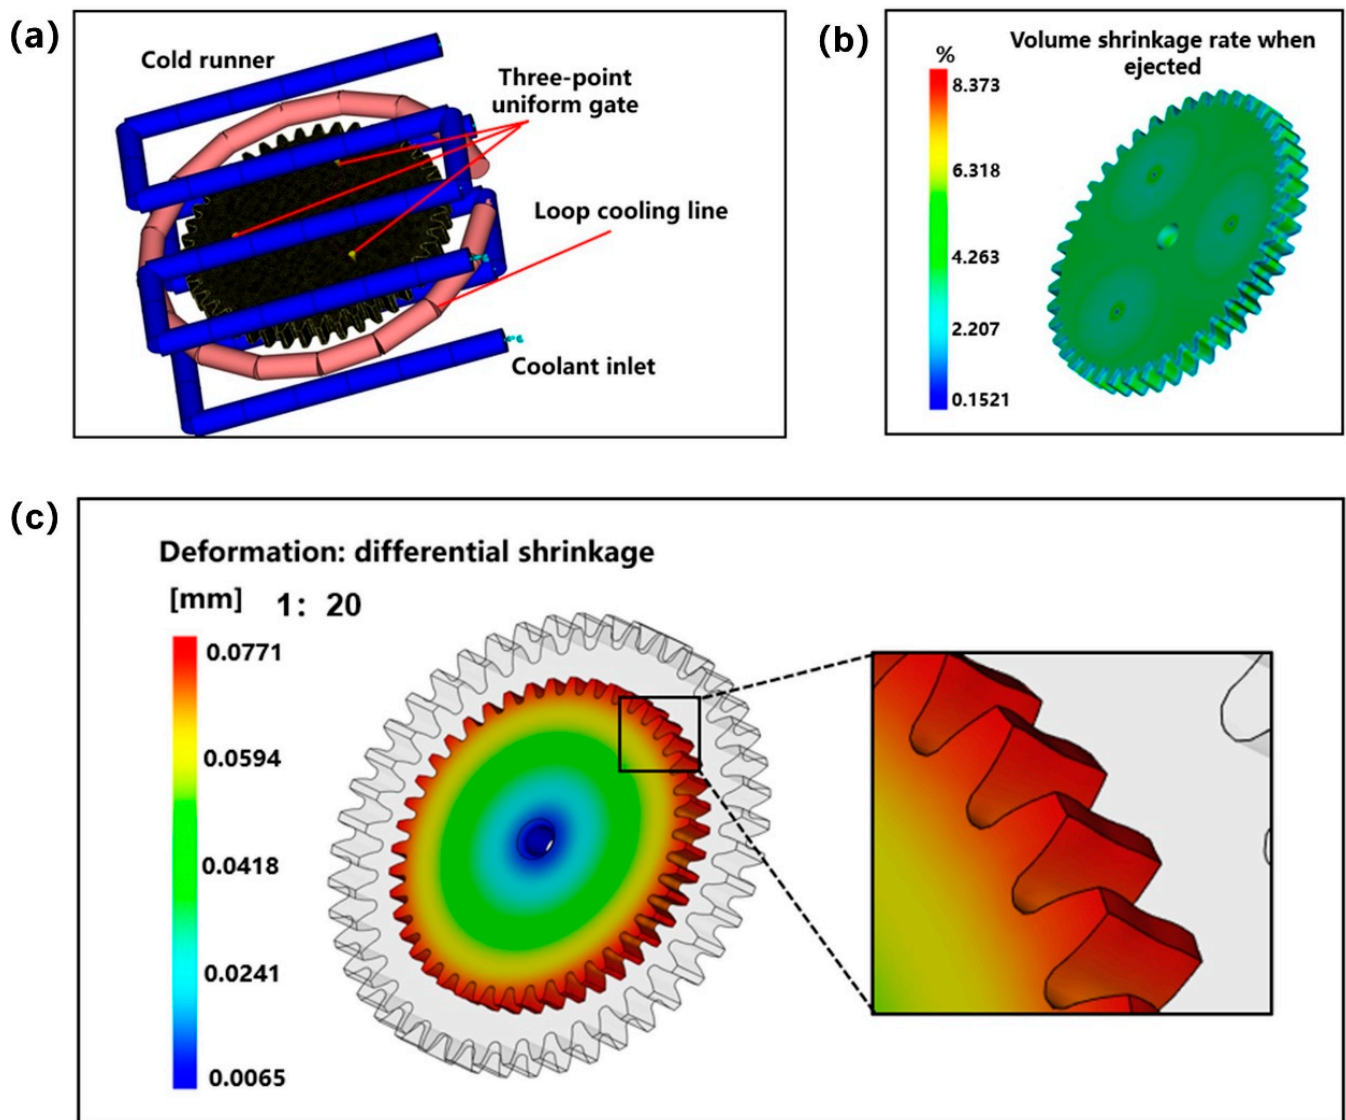 (a)
Cold runner
Three-point
uniform gate
Loop cooling line
Coolant inlet
(b)
Volume shrinkage rate when
ejected
%
8.373
6.318
4.263
2.207
0.1521
(c)
Deformation: differential shrinkage
[mm] 1: 20
0.0771
0.0594
0.0418
0.0241
0.0065